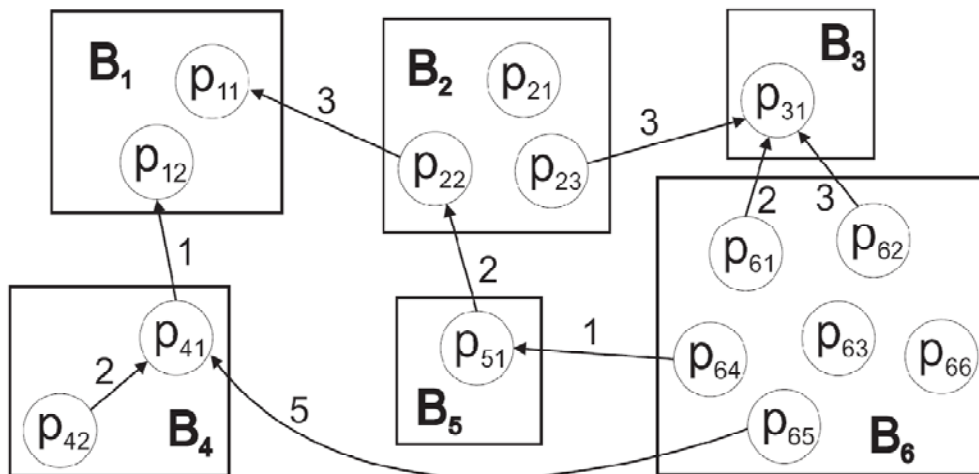 B₁
p₁₁
p₁₂
3
B₂
p₂₁
p₂₂
p₂₃
3
B₃
p₃₁
2
3
p₆₁
p₆₂
p₆₃
p₆₄
p₆₅
p₆₆
B₆
1
p₄₁
2
p₄₂
B₄
5
2
p₅₁
B₅
1